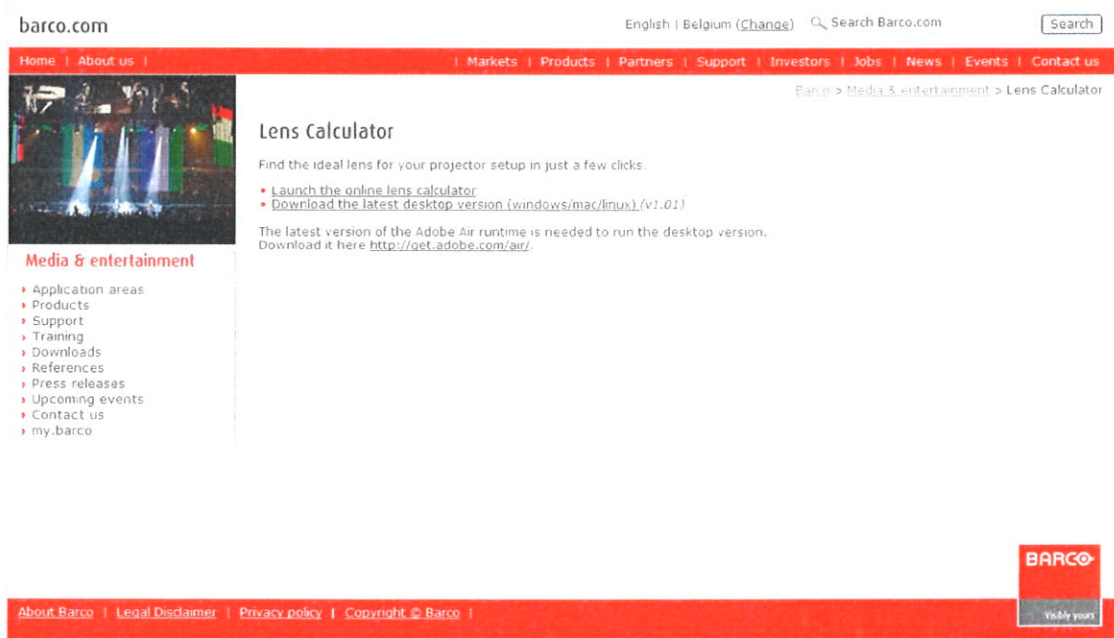 barco.com
English | Belgium (Change) Search Barco.com Search
Home | About us |
| Markets | Products | Partners | Support | Investors | Jobs | News | Events | Contact us
Barco > Media & entertainment > Lens Calculator
Lens Calculator
Find the ideal lens for your projector setup in just a few clicks.
• Launch the online lens calculator
• Download the latest desktop version (windows/mac/linux) (v1.01)
The latest version of the Adobe Air runtime is needed to run the desktop version.
Download it here http://get.adobe.com/air/.
Media & entertainment
Application areas
Products
Support
Training
Downloads
References
Press releases
Upcoming events
Contact us
my.barco
BARCO
Visibly yours
About Barco | Legal Disclaimer | Privacy policy | Copyright © Barco |